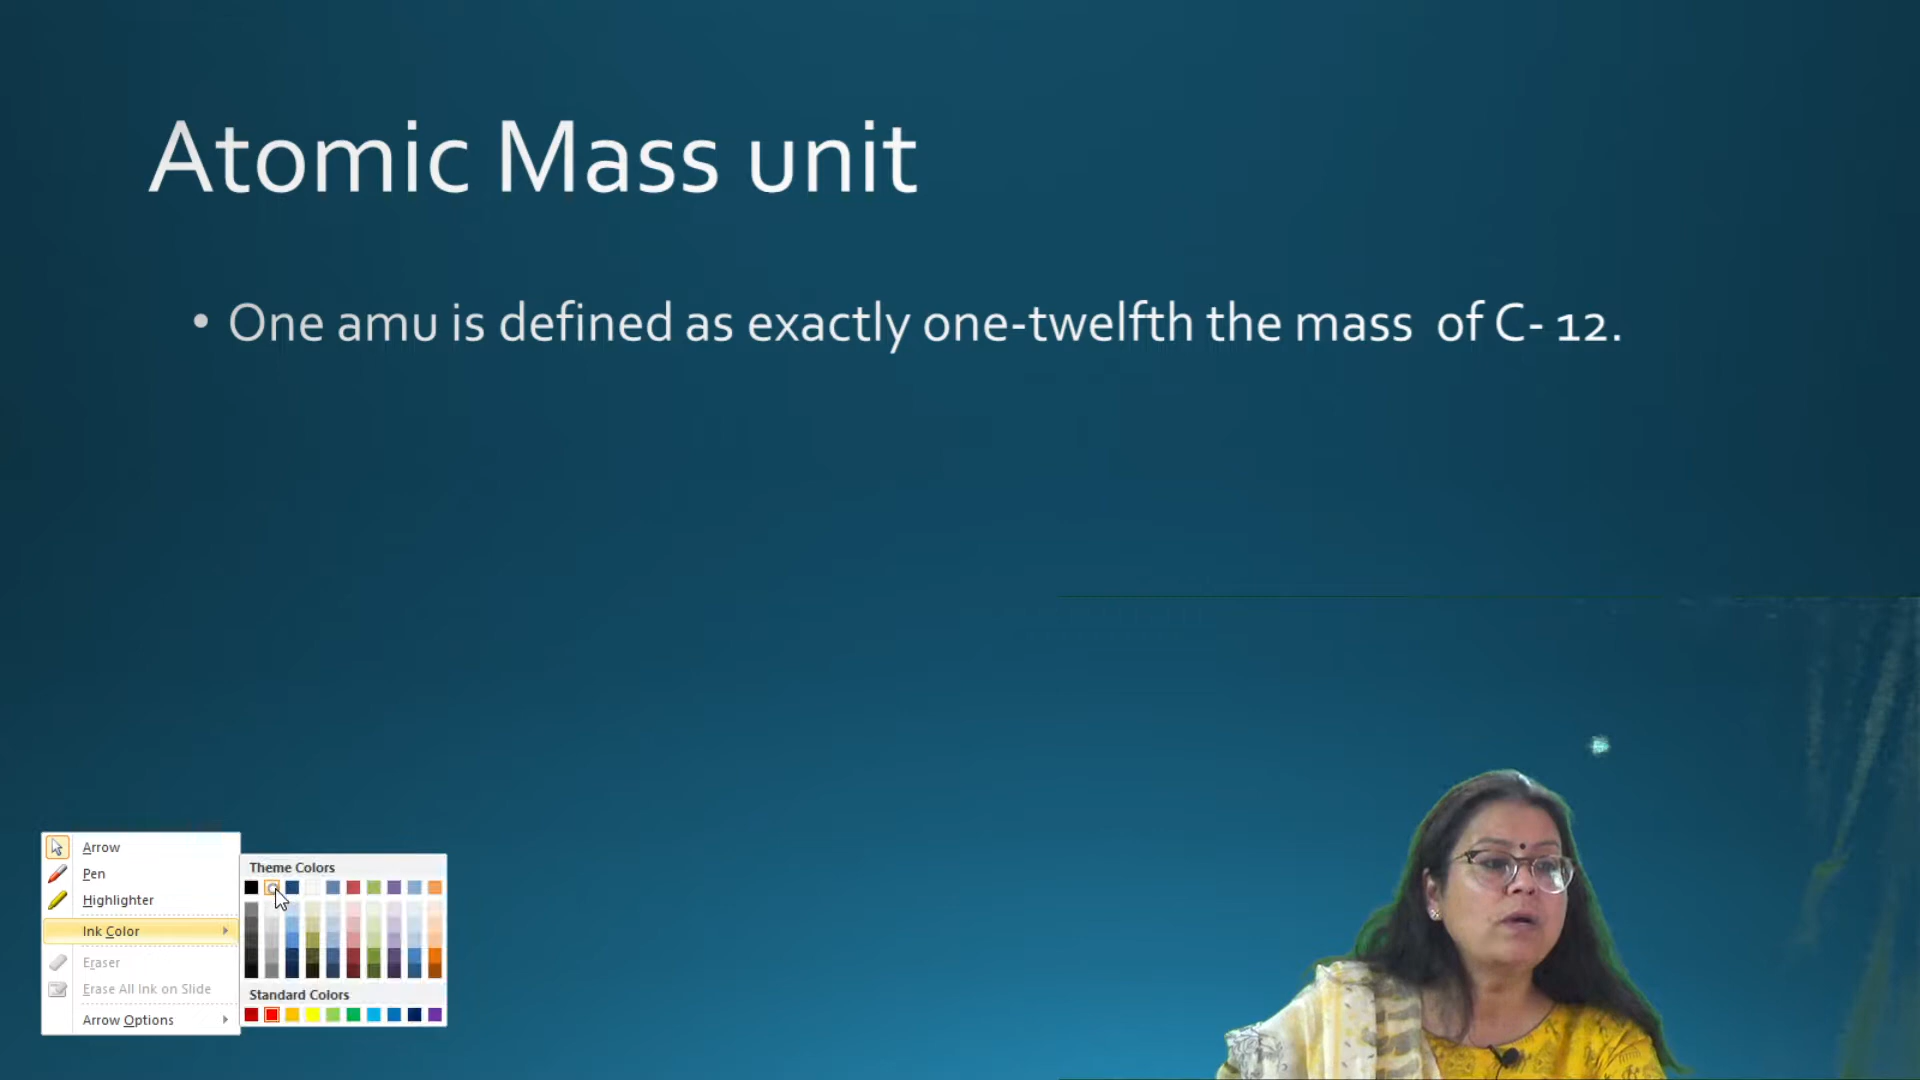 Atomic Mass unit
• One amu is defined as exactly one-twelfth the mass of C- 12.
Arrow
Pen
Highlighter
Ink Color
Eraser
Erase All Ink on Slide
Arrow Options
Theme Colors
Standard Colors